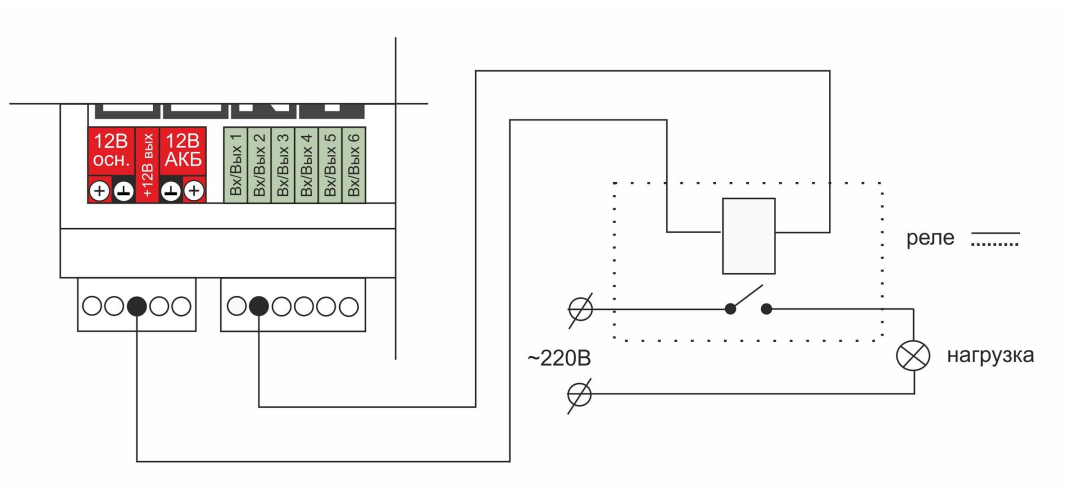 12В
осн.
+12В вых
12В
АКБ
Вх/Вых 1
Вх/Вых 2
Вх/Вых 3
Вх/Вых 4
Вх/Вых 5
Вх/Вых 6
реле
~220В
нагрузка